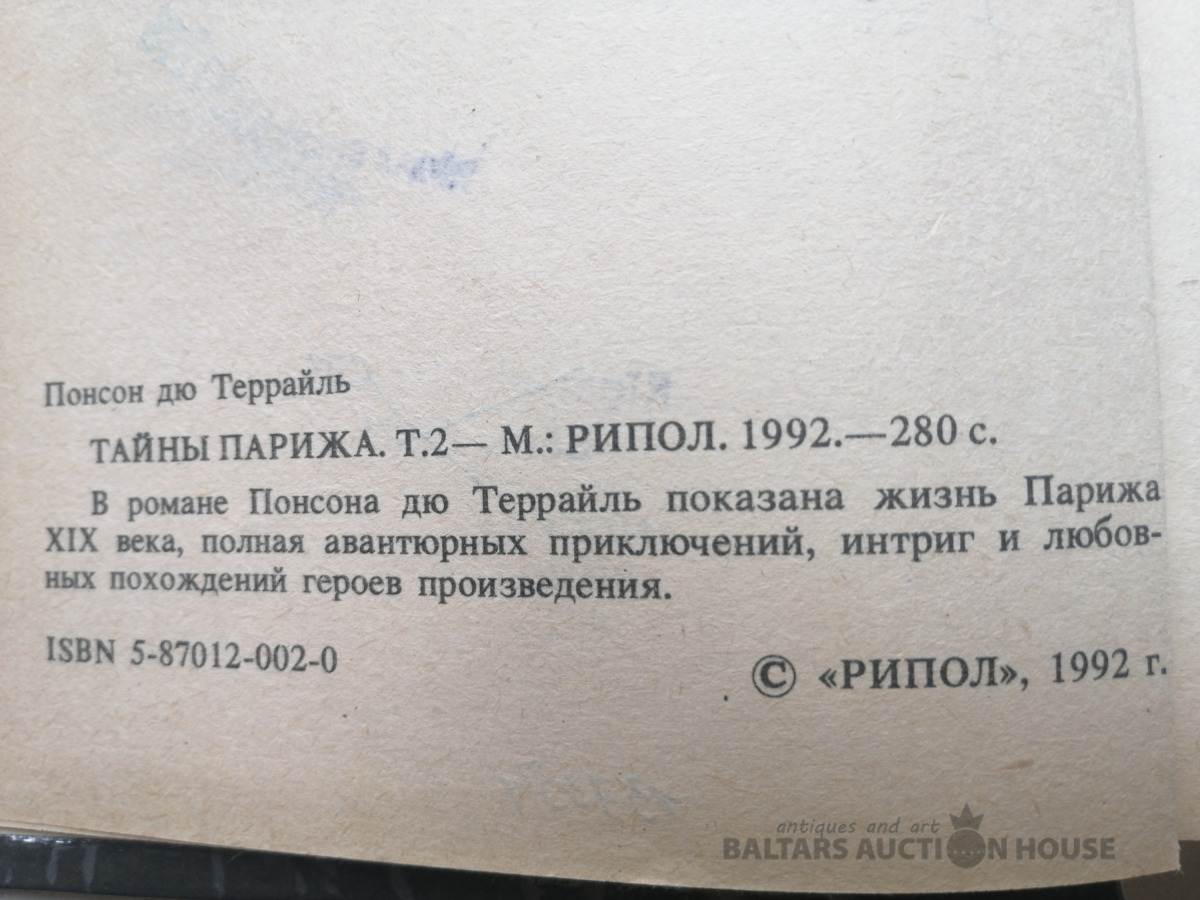 Понсон дю Террайль
ТАЙНЫ ПАРИЖА. Т.2— М.: РИПОЛ. 1992.—280 с.
В романе Понсона дю Террайль показана жизнь Парижа
XIX века, полная авантюрных приключений, интриг и любов-
ных похождений героев произведения.
ISBN 5-87012-002-0
© «РИПОЛ», 1992 г.
antiques and art
BALTARS AUCTION HOUSE